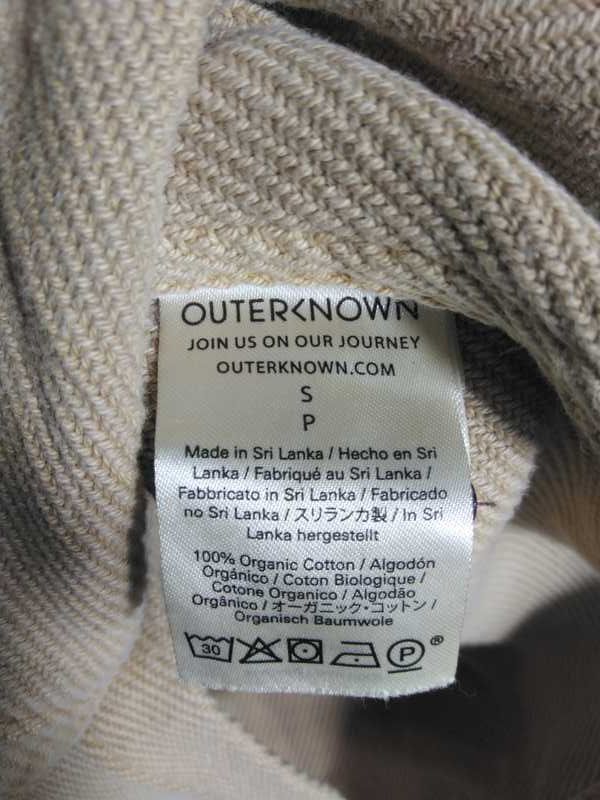 OUTERKNOWN
JOIN US ON OUR JOURNEY
OUTERKNOWN.COM
S
P
Made in Sri Lanka / Hecho en Sri
Lanka / Fabriqué au Sri Lanka /
Fabbricato in Sri Lanka / Fabricado
no Sri Lanka / スリランカ製 / In Sri
Lanka hergestellt
100% Organic Cotton / Algodón
Orgánico / Coton Biologique /
Cotone Organico / Algodão
Orgânico / オーガニック・コットン /
Organisch Baumwole
30 P ®